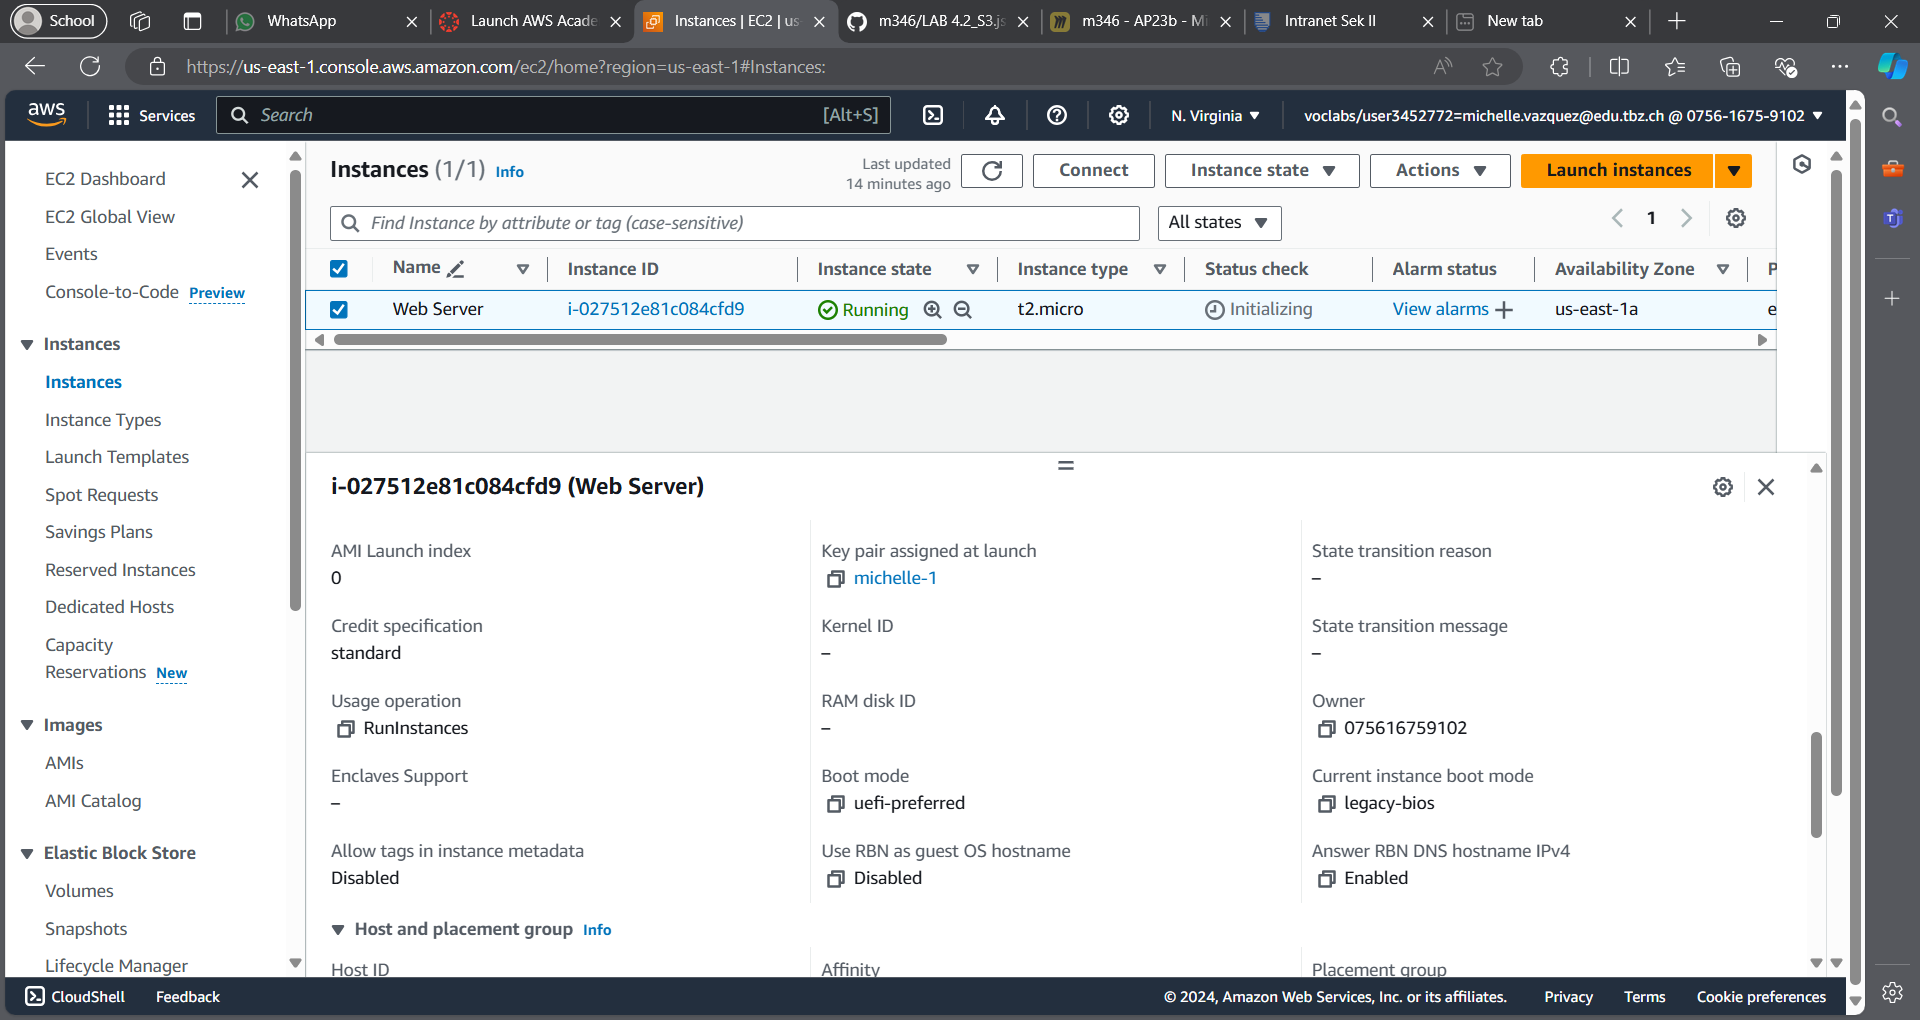 School
WhatsApp
Launch AWS Acade
Instances | EC2 | us-
m346/LAB 4.2_S3.js
m346 - AP23b - Mi
Intranet Sek II
New tab
https://us-east-1.console.aws.amazon.com/ec2/home?region=us-east-1#Instances:
aws
Services
Search
[Alt+S]
N. Virginia
voclabs/user3452772=michelle.vazquez@edu.tbz.ch @ 0756-1675-9102
EC2 Dashboard
EC2 Global View
Events
Console-to-Code Preview
Instances
Instances
Instance Types
Launch Templates
Spot Requests
Savings Plans
Reserved Instances
Dedicated Hosts
Capacity
Reservations New
Images
AMIs
AMI Catalog
Elastic Block Store
Volumes
Snapshots
Lifecycle Manager
Instances (1/1) Info
Last updated
14 minutes ago
Connect
Instance state
Actions
Launch instances
Find Instance by attribute or tag (case-sensitive)
All states
1
Name
Instance ID
Instance state
Instance type
Status check
Alarm status
Availability Zone
P
Web Server
i-027512e81c084cfd9
Running
t2.micro
Initializing
View alarms
us-east-1a
e
i-027512e81c084cfd9 (Web Server)
AMI Launch index
0
Key pair assigned at launch
michelle-1
State transition reason
–
Credit specification
standard
Kernel ID
–
State transition message
–
Usage operation
RunInstances
RAM disk ID
–
Owner
075616759102
Enclaves Support
–
Boot mode
uefi-preferred
Current instance boot mode
legacy-bios
Allow tags in instance metadata
Disabled
Use RBN as guest OS hostname
Disabled
Answer RBN DNS hostname IPv4
Enabled
Host and placement group Info
Host ID
Affinity
Placement group
CloudShell
Feedback
© 2024, Amazon Web Services, Inc. or its affiliates.
Privacy
Terms
Cookie preferences